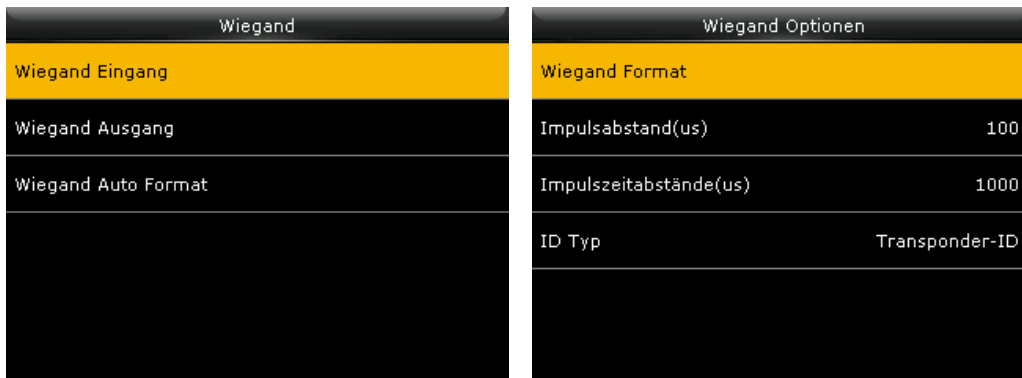 Wiegand
Wiegand Eingang
Wiegand Ausgang
Wiegand Auto Format
Wiegand Optionen
Wiegand Format
Impulsabstand(us) 100
Impulszeitabstände(us) 1000
ID Typ Transponder-ID